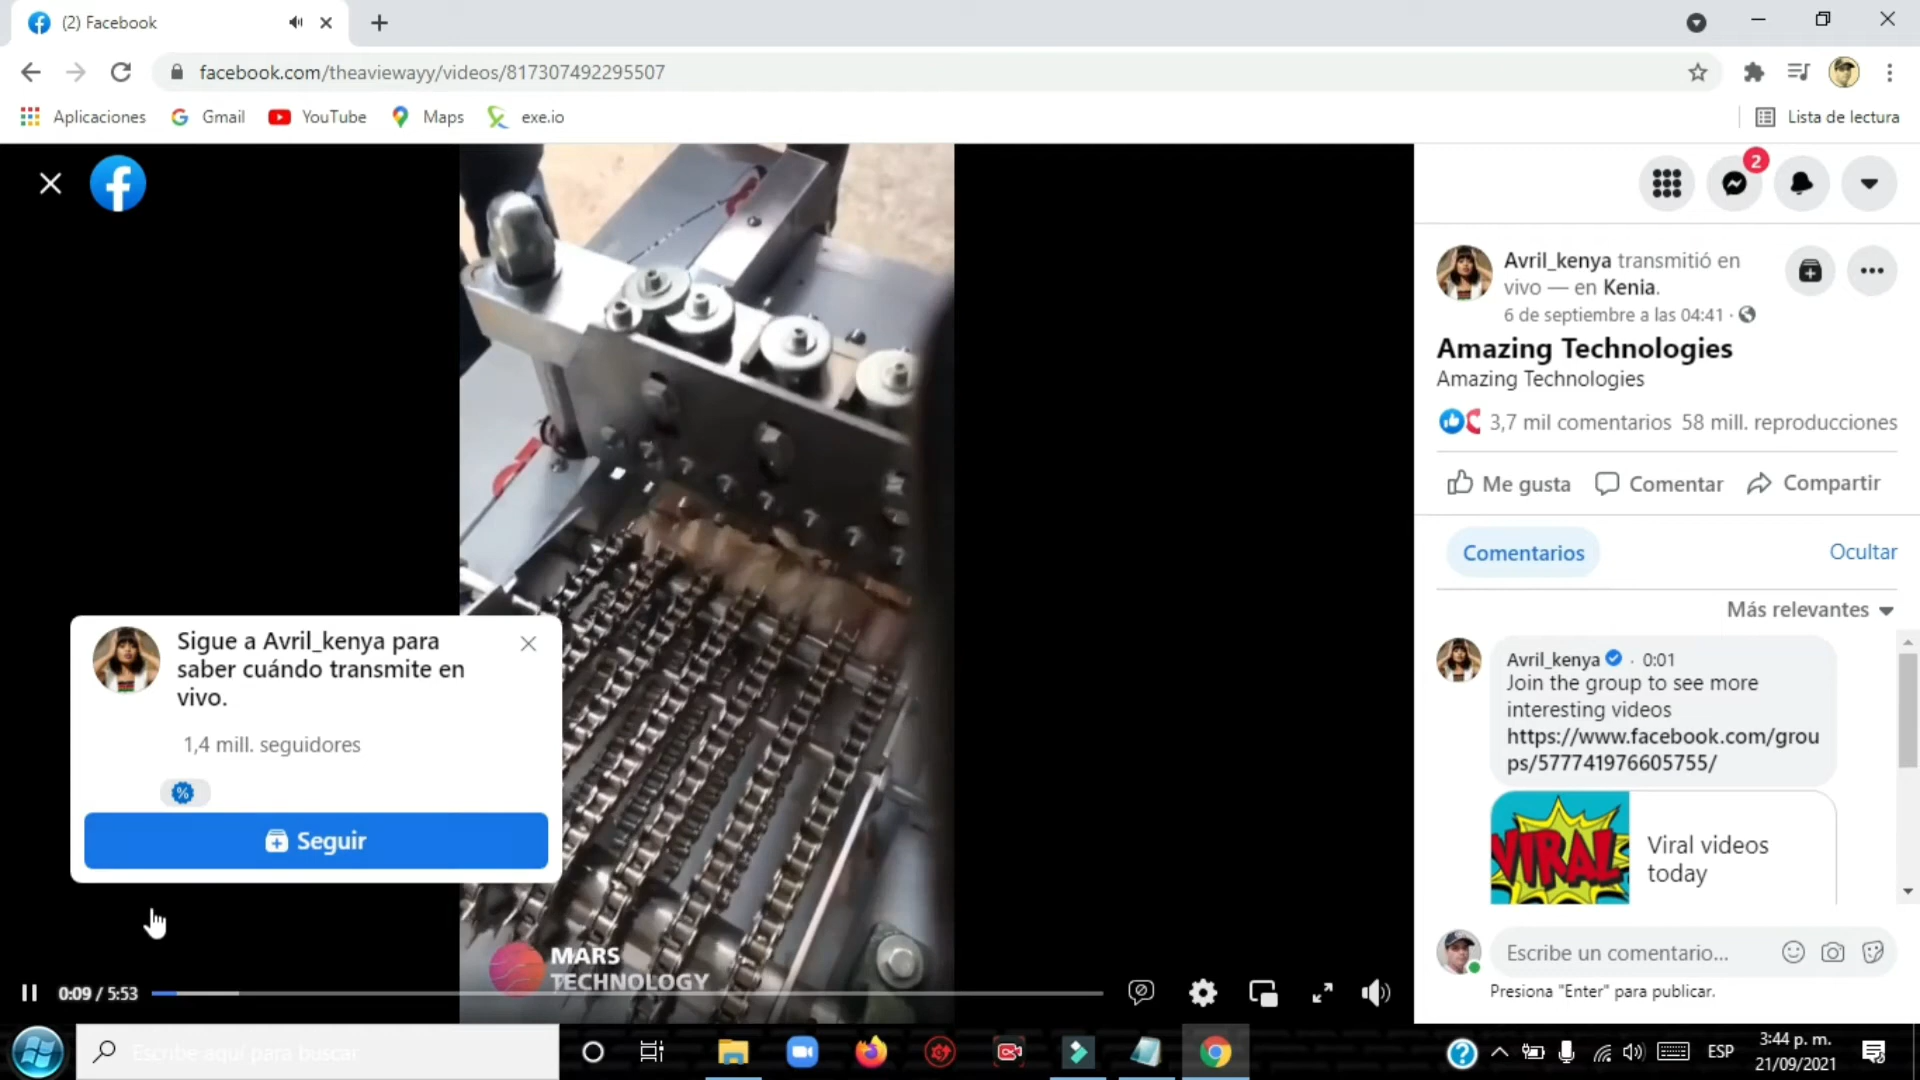 (2) Facebook
facebook.com/theaviewayy/videos/817307492295507
Aplicaciones Gmail YouTube Maps exe.io Lista de lectura
2
Avril_kenya transmitió en
vivo — en Kenia.
6 de septiembre a las 04:41 ·
Amazing Technologies
Amazing Technologies
3,7 mil comentarios 58 mill. reproducciones
Me gusta Comentar Compartir
Comentarios Ocultar
Más relevantes
Avril_kenya · 0:01
Join the group to see more
interesting videos
https://www.facebook.com/grou
ps/577741976605755/
VIRAL
Viral videos
today
Escribe un comentario...
Presiona "Enter" para publicar.
Sigue a Avril_kenya para
saber cuándo transmite en
vivo.
1,4 mill. seguidores
%
Seguir
MARS
TECHNOLOGY
0:09 / 5:53
Escribe aquí para buscar
ESP
3:44 p. m.
21/09/2021